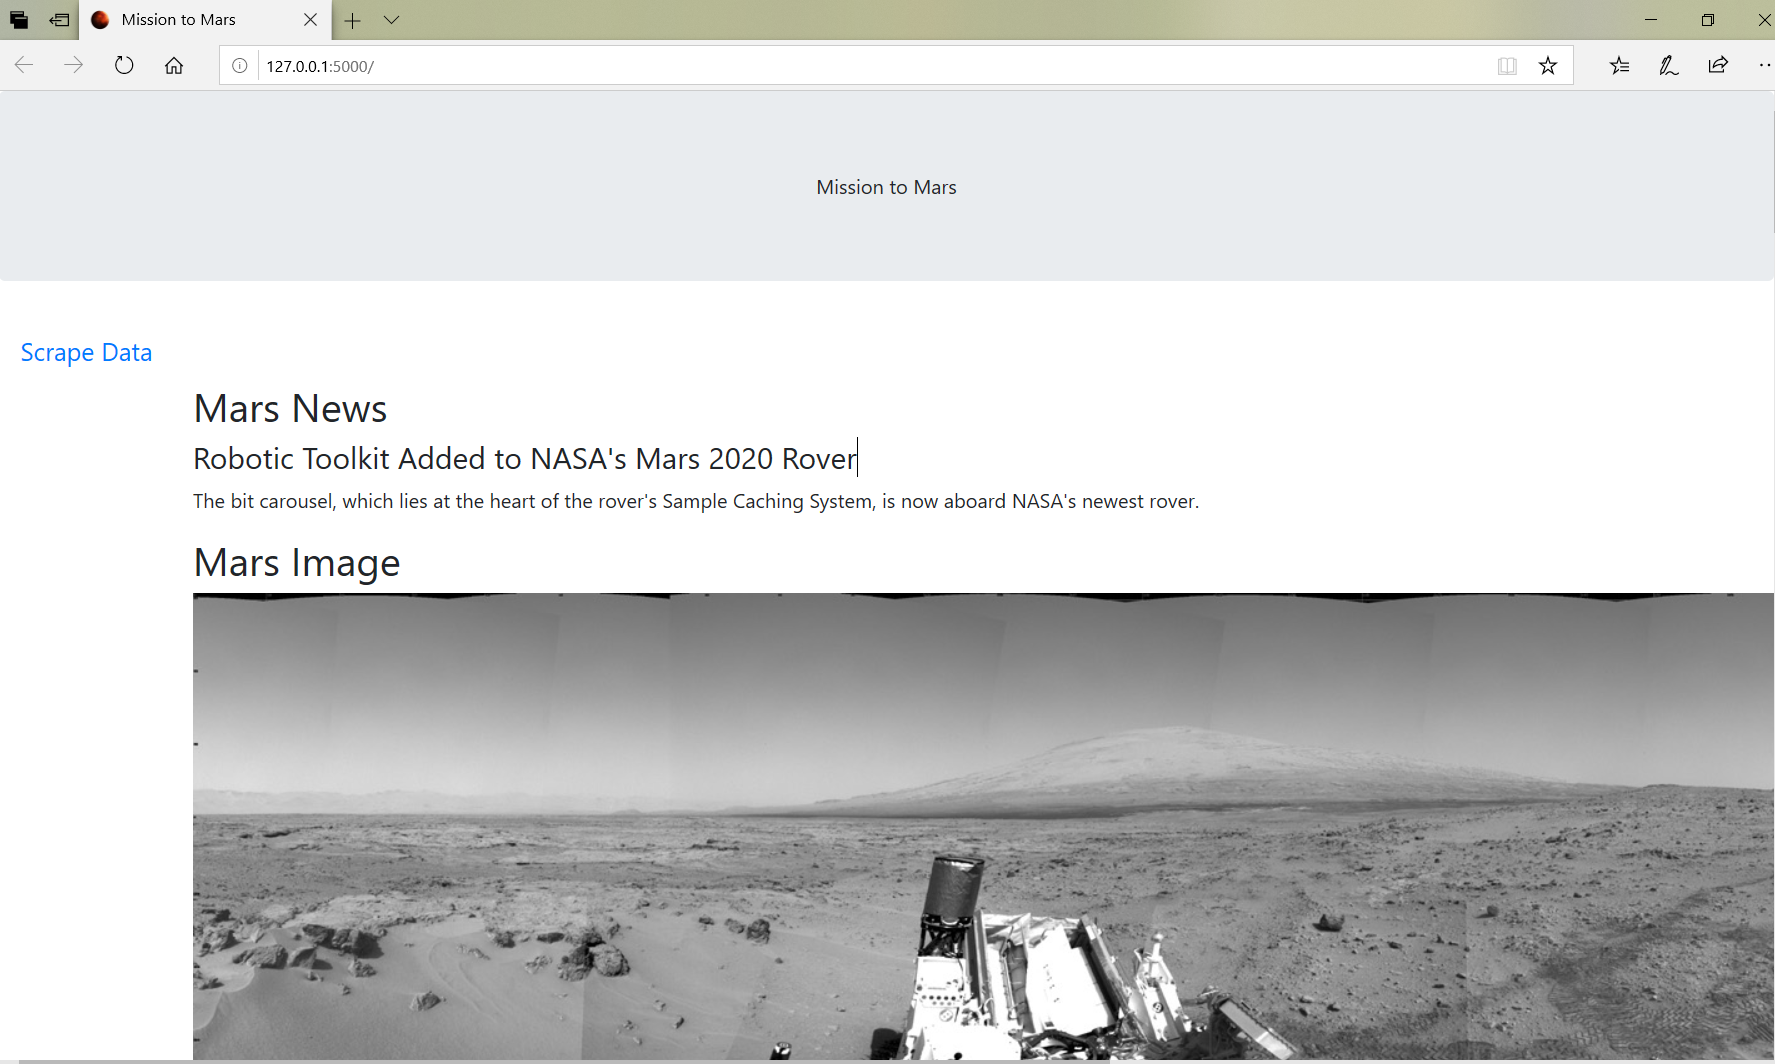 Mission to Mars
127.0.0.1:5000/
Mission to Mars
Scrape Data
Mars News
Robotic Toolkit Added to NASA's Mars 2020 Rover
The bit carousel, which lies at the heart of the rover's Sample Caching System, is now aboard NASA's newest rover.
Mars Image